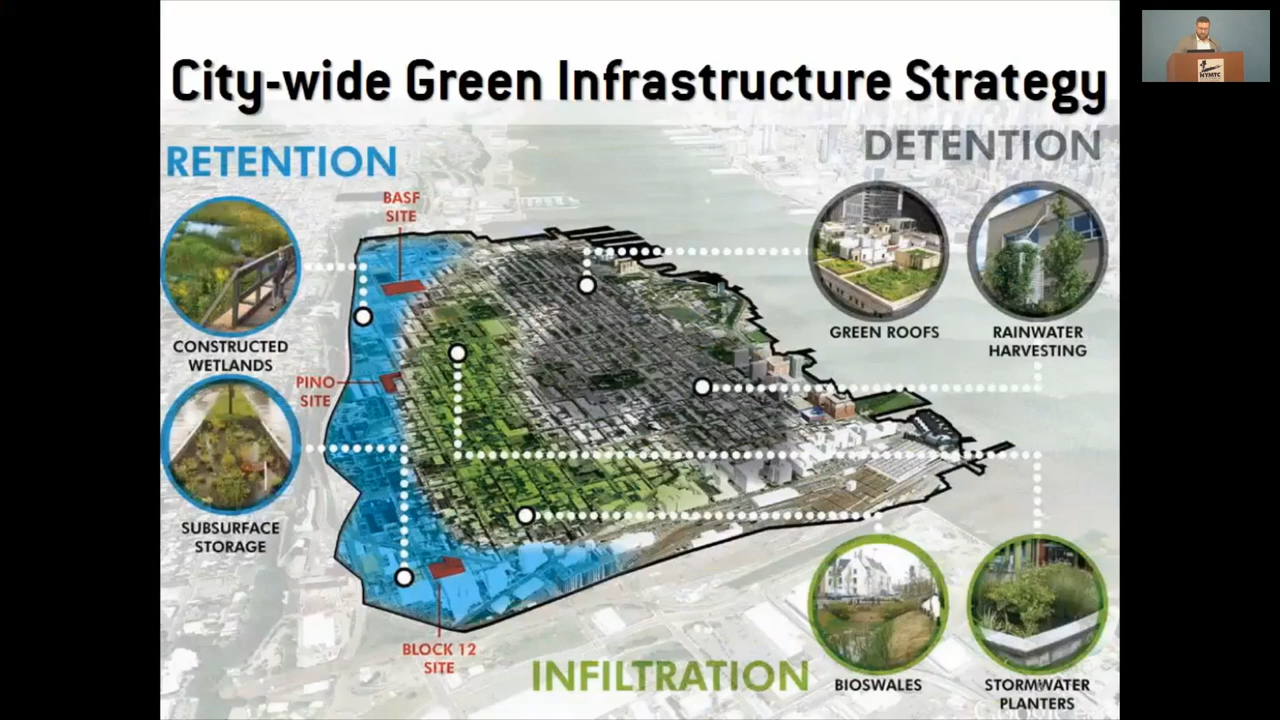 City-wide Green Infrastructure Strategy
RETENTION
DETENTION
BASF
SITE
CONSTRUCTED
WETLANDS
GREEN ROOFS
RAINWATER
HARVESTING
PINO
SITE
SUBSURFACE
STORAGE
BLOCK 12
SITE
INFILTRATION
BIOSWALES
STORMWATER
PLANTERS
NYMTC